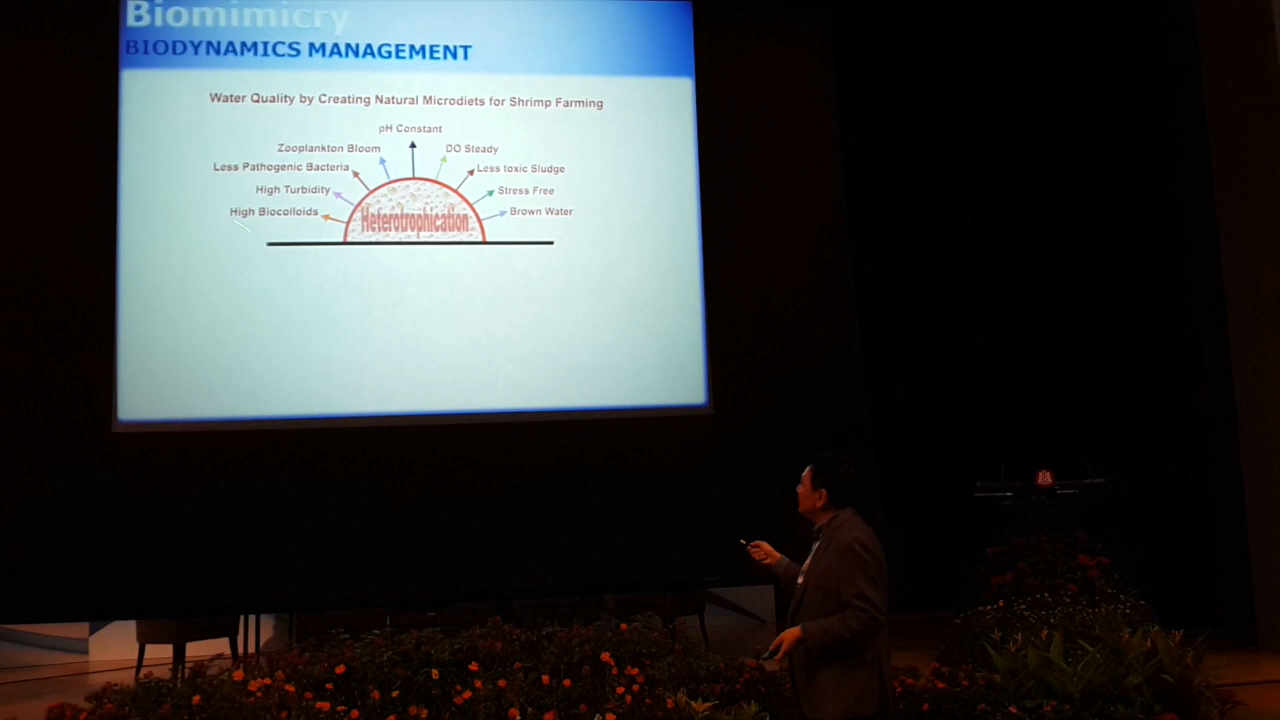 Biomimicry
BIODYNAMICS MANAGEMENT
Water Quality by Creating Natural Microdiets for Shrimp Farming
pH Constant
Zooplankton Bloom
DO Steady
Less Pathogenic Bacteria
Less toxic Sludge
High Turbidity
Stress Free
High Biocolloids
Brown Water
Heterotrophication